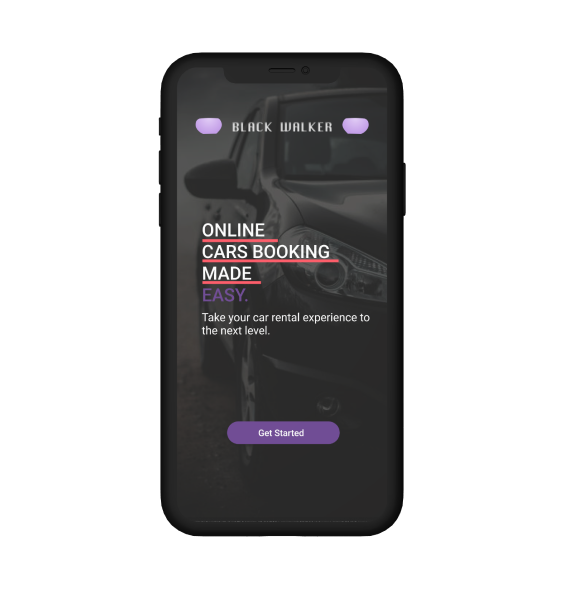 BLACK WALKER
ONLINE
CARS BOOKING
MADE
EASY.
Take your car rental experience to
the next level.
Get Started